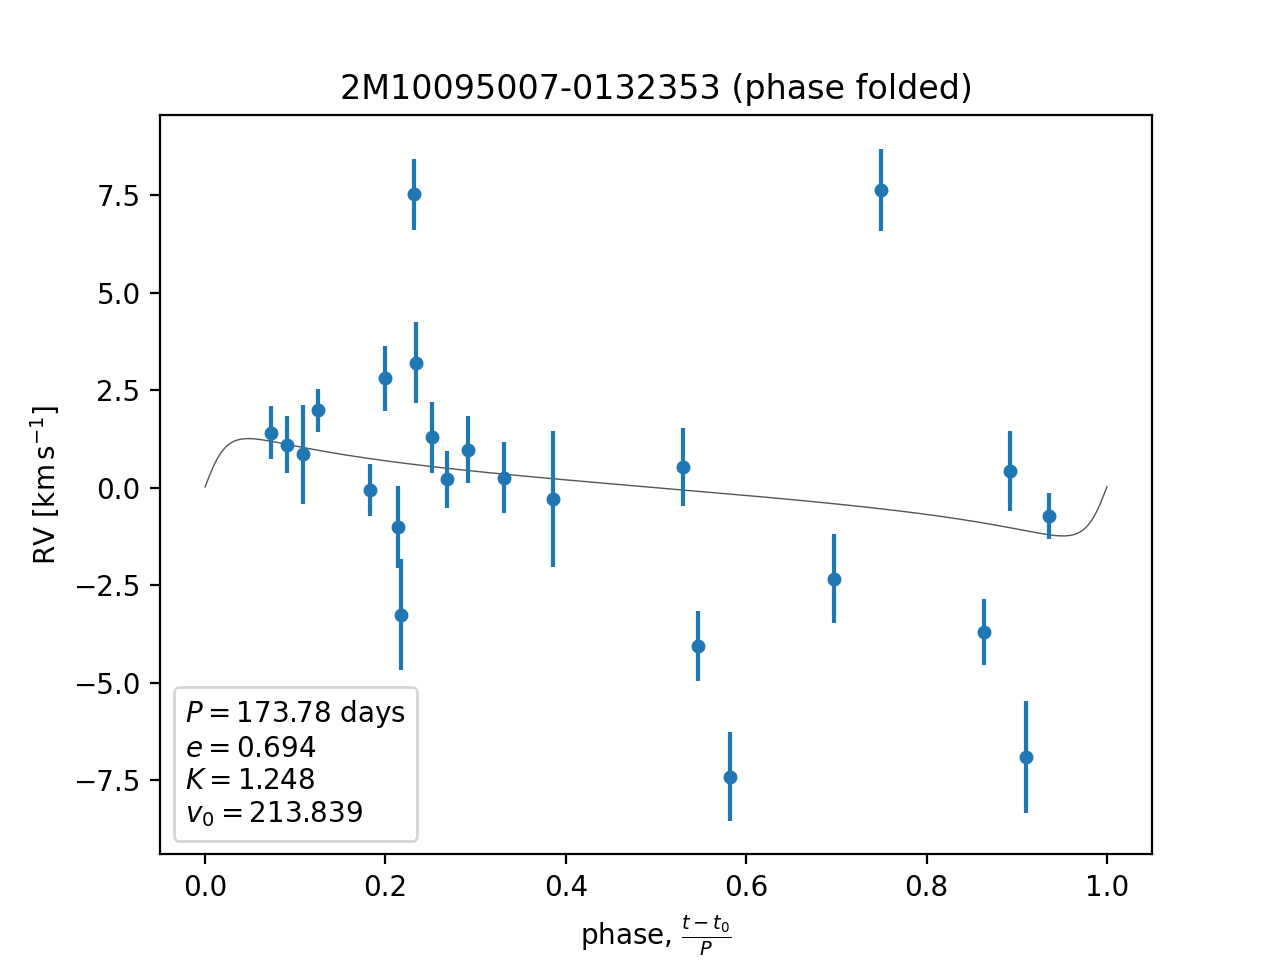 2M10095007-0132353 (phase folded)
RV [km s⁻¹]
7.5
5.0
2.5
0.0
−2.5
−5.0
−7.5
P = 173.78 days
e = 0.694
K = 1.248
v₀ = 213.839
0.0 0.2 0.4 0.6 0.8 1.0
phase, (t − t₀)/P